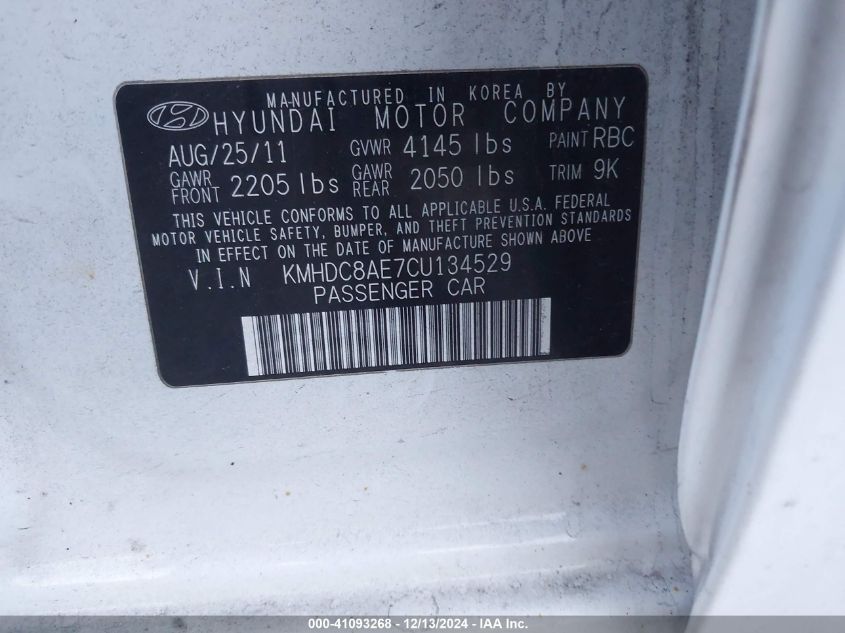 MANUFACTURED IN KOREA BY
HYUNDAI MOTOR COMPANY
AUG/25/11 GVWR 4145 lbs PAINT RBC
GAWR FRONT 2205 lbs GAWR REAR 2050 lbs TRIM 9K
THIS VEHICLE CONFORMS TO ALL APPLICABLE U.S.A. FEDERAL
MOTOR VEHICLE SAFETY, BUMPER, AND THEFT PREVENTION STANDARDS
IN EFFECT ON THE DATE OF MANUFACTURE SHOWN ABOVE
V.I.N KMHDC8AE7CU134529
PASSENGER CAR
000-41093268 - 12/13/2024 - IAA Inc.